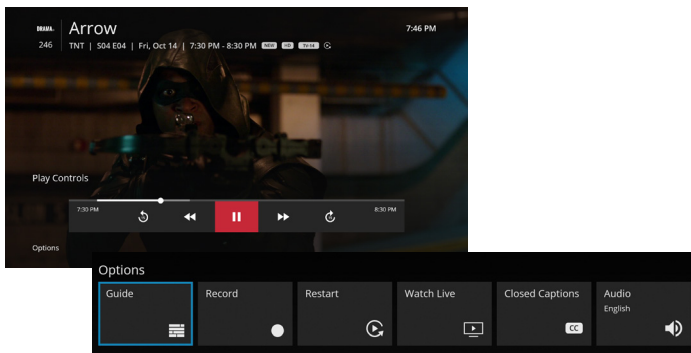 DRAMA.
Arrow
7:46 PM
246
TNT | S04 E04 | Fri, Oct 14 | 7:30 PM - 8:30 PM NEW HD TV-14
Play Controls
7:30 PM
8:30 PM
Options
Options
Guide
Record
Restart
Watch Live
Closed Captions
Audio
English
CC